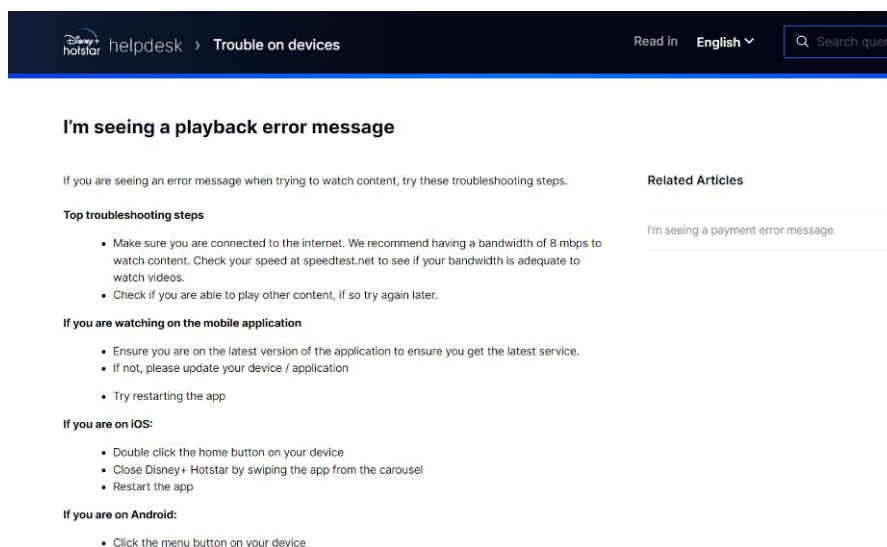 Disney+ hotstar helpdesk › Trouble on devices Read in English Search quer
I'm seeing a playback error message
If you are seeing an error message when trying to watch content, try these troubleshooting steps.
Related Articles
Top troubleshooting steps
I'm seeing a payment error message
• Make sure you are connected to the internet. We recommend having a bandwidth of 8 mbps to
watch content. Check your speed at speedtest.net to see if your bandwidth is adequate to
watch videos.
• Check if you are able to play other content, if so try again later.
If you are watching on the mobile application
• Ensure you are on the latest version of the application to ensure you get the latest service.
• If not, please update your device / application
• Try restarting the app
If you are on iOS:
• Double click the home button on your device
• Close Disney+ Hotstar by swiping the app from the carousel
• Restart the app
If you are on Android:
• Click the menu button on your device